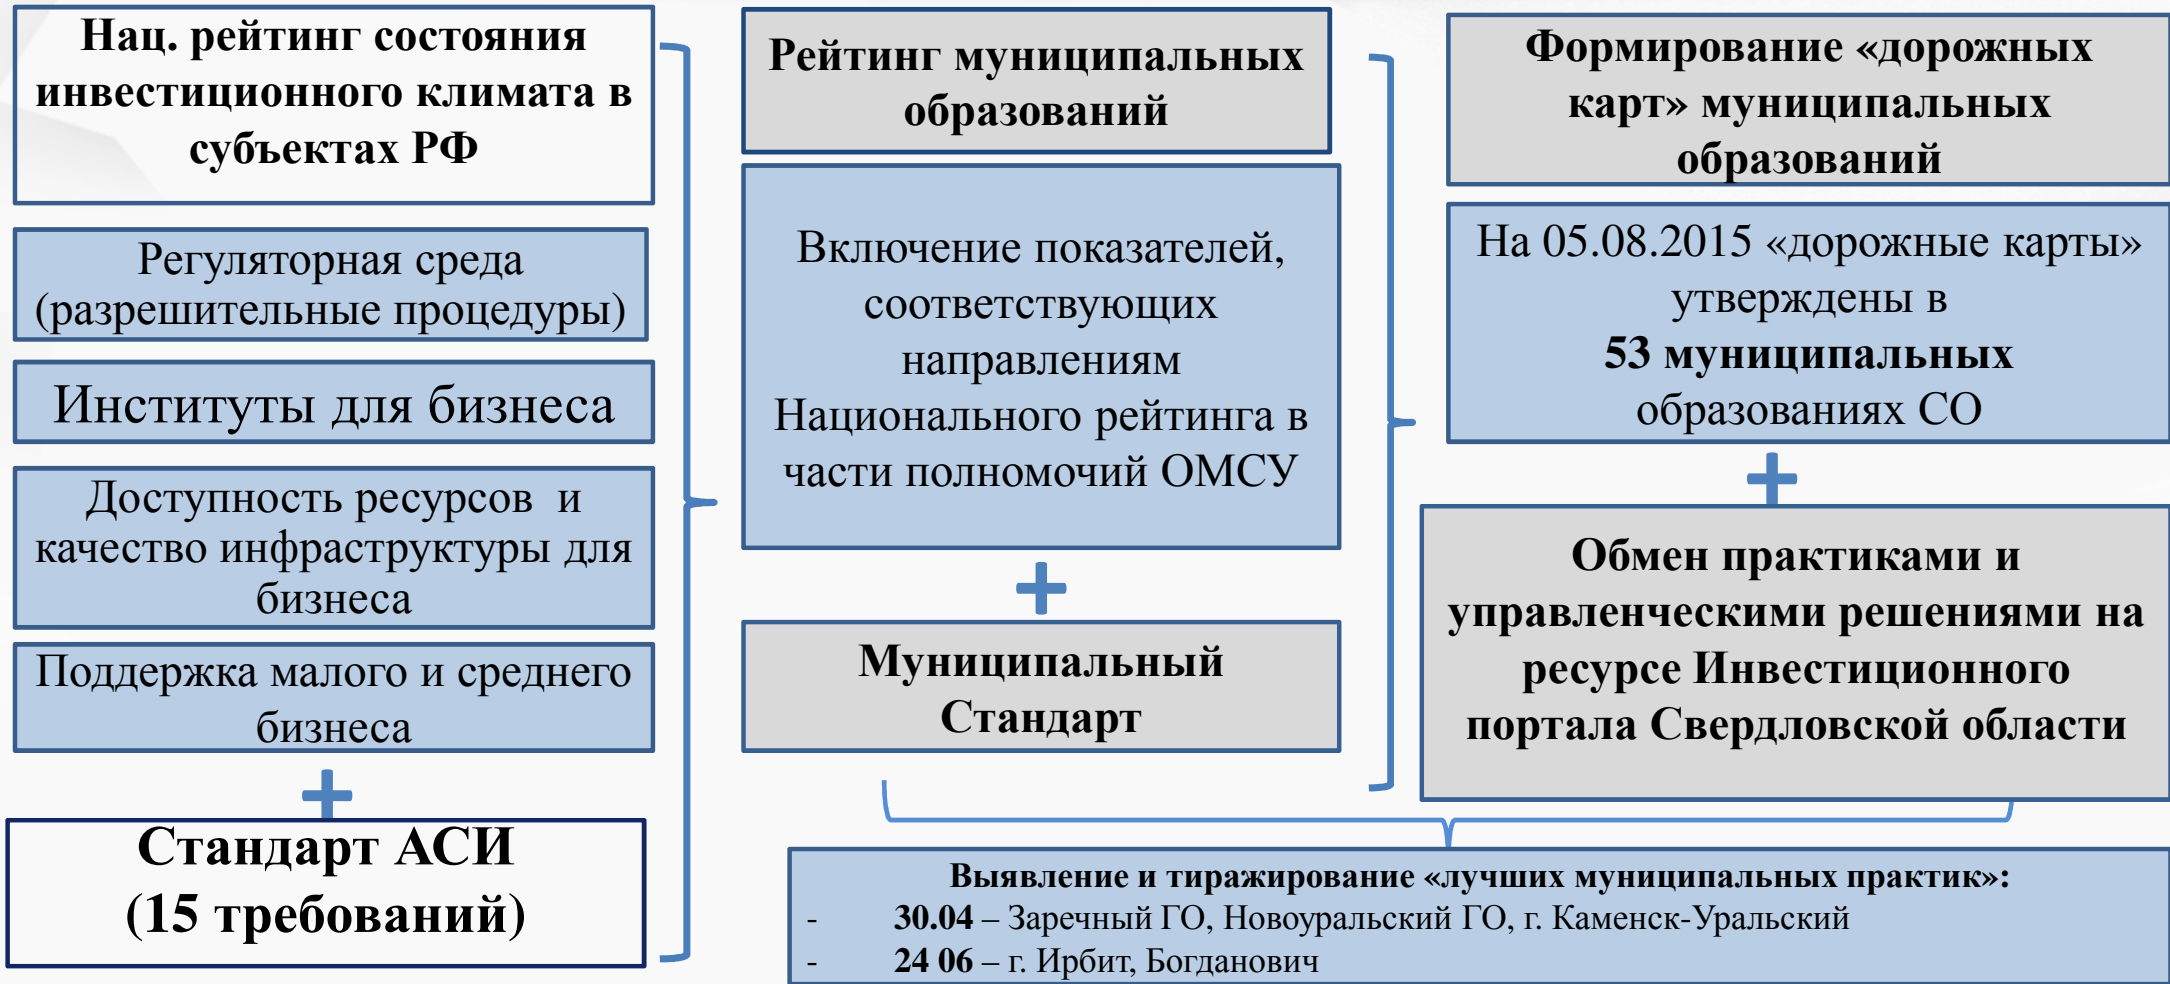 Нац. рейтинг состояния
инвестиционного климата в
субъектах РФ
Регуляторная среда
(разрешительные процедуры)
Институты для бизнеса
Доступность ресурсов и
качество инфраструктуры для
бизнеса
Поддержка малого и среднего
бизнеса
+
Стандарт АСИ
(15 требований)
Рейтинг муниципальных
образований
Включение показателей,
соответствующих
направлениям
Национального рейтинга в
части полномочий ОМСУ
+
Муниципальный
Стандарт
Формирование «дорожных
карт» муниципальных
образований
На 05.08.2015 «дорожные карты»
утверждены в
53 муниципальных
образованиях СО
+
Обмен практиками и
управленческими решениями на
ресурсе Инвестиционного
портала Свердловской области
Выявление и тиражирование «лучших муниципальных практик»:
- 30.04 – Заречный ГО, Новоуральский ГО, г. Каменск-Уральский
- 24 06 – г. Ирбит, Богданович